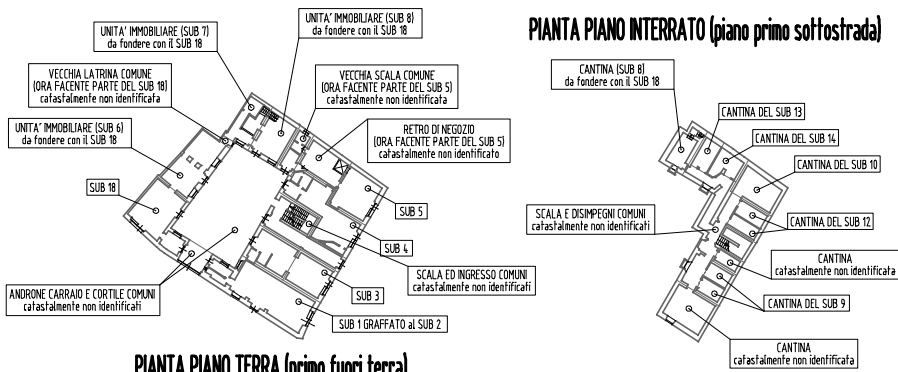 UNITA' IMMOBILIARE (SUB 7)
da fondere con il SUB 18
UNITA' IMMOBILIARE (SUB 8)
da fondere con il SUB 18
VECCHIA LATRINA COMUNE
(ORA FACENTE PARTE DEL SUB 18)
catastalmente non identificata
VECCHIA SCALA COMUNE
(ORA FACENTE PARTE DEL SUB 5)
catastalmente non identificata
UNITA' IMMOBILIARE (SUB 6)
da fondere con il SUB 18
RETRO DI NEGOZIO
(ORA FACENTE PARTE DEL SUB 5)
catastalmente non identificato
SUB 18
SUB 5
SUB 4
SCALA ED INGRESSO COMUNI
catastalmente non identificati
ANDRONE CARRAIO E CORTILE COMUNI
catastalmente non identificati
SUB 3
SUB 1 GRAFFATO al SUB 2
PIANTA PIANO TERRA (primo fuori terra)
PIANTA PIANO INTERRATO (piano primo sottostrada)
CANTINA (SUB 8)
da fondere con il SUB 18
CANTINA DEL SUB 13
CANTINA DEL SUB 14
CANTINA DEL SUB 10
SCALA E DISIMPEGNI COMUNI
catastalmente non identificati
CANTINA DEL SUB 12
CANTINA
catastalmente non identificata
CANTINA DEL SUB 9
CANTINA
catastalmente non identificata